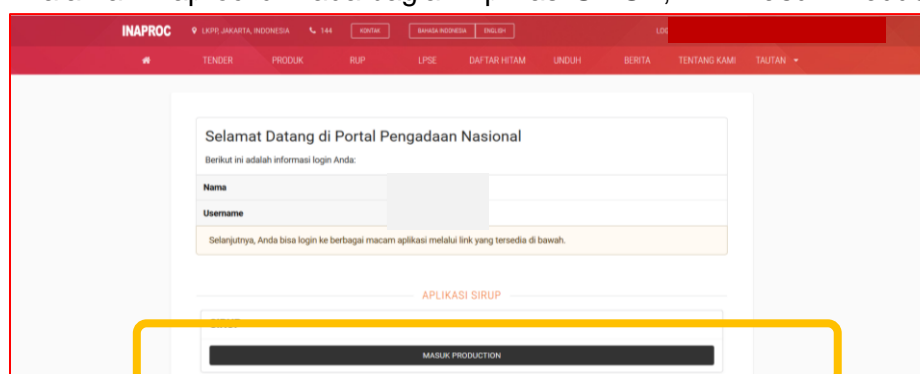 INAPROC LKPP, JAKARTA, INDONESIA 144 KONTAK BAHASA INDONESIA ENGLISH
TENDER PRODUK RUP LPSE DAFTAR HITAM UNDUH BERITA TENTANG KAMI TAUTAN
Selamat Datang di Portal Pengadaan Nasional
Berikut ini adalah informasi login Anda:
Nama
Username
Selanjutnya, Anda bisa login ke berbagai macam aplikasi melalui link yang tersedia di bawah.
APLIKASI SIRUP
MASUK PRODUCTION